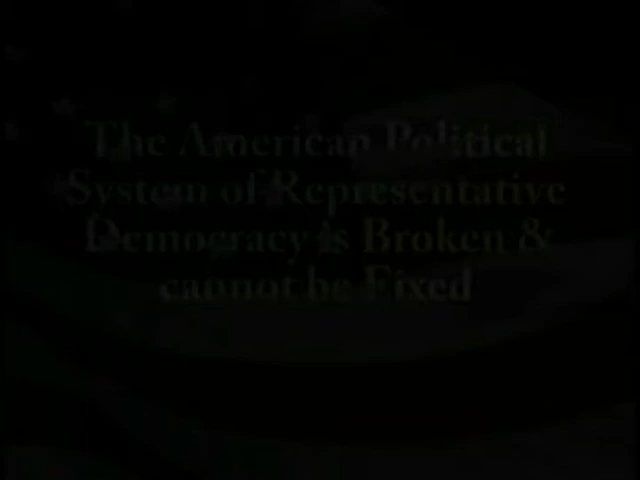 The American Political
System of Representative
Democracy is Broken &
cannot be Fixed